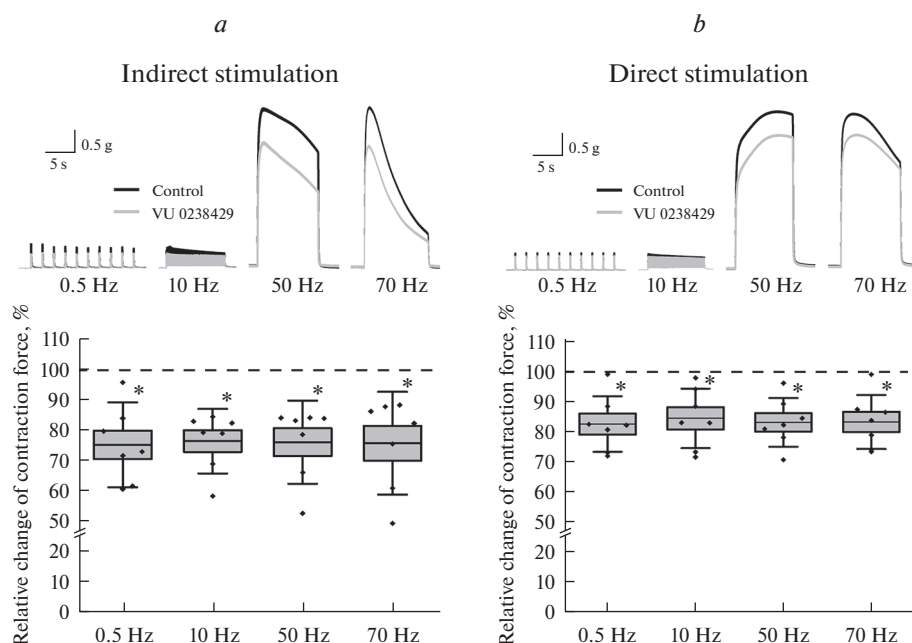 a
Indirect stimulation
0.5 g
5 s
Control
VU 0238429
0.5 Hz 10 Hz 50 Hz 70 Hz
Relative change of contraction force, %
110
100
90
80
70
60
50
20
10
0
* * * *
0.5 Hz 10 Hz 50 Hz 70 Hz
b
Direct stimulation
0.5 g
5 s
Control
VU 0238429
0.5 Hz 10 Hz 50 Hz 70 Hz
Relative change of contraction force, %
110
100
90
80
70
60
50
20
10
0
* * * *
0.5 Hz 10 Hz 50 Hz 70 Hz